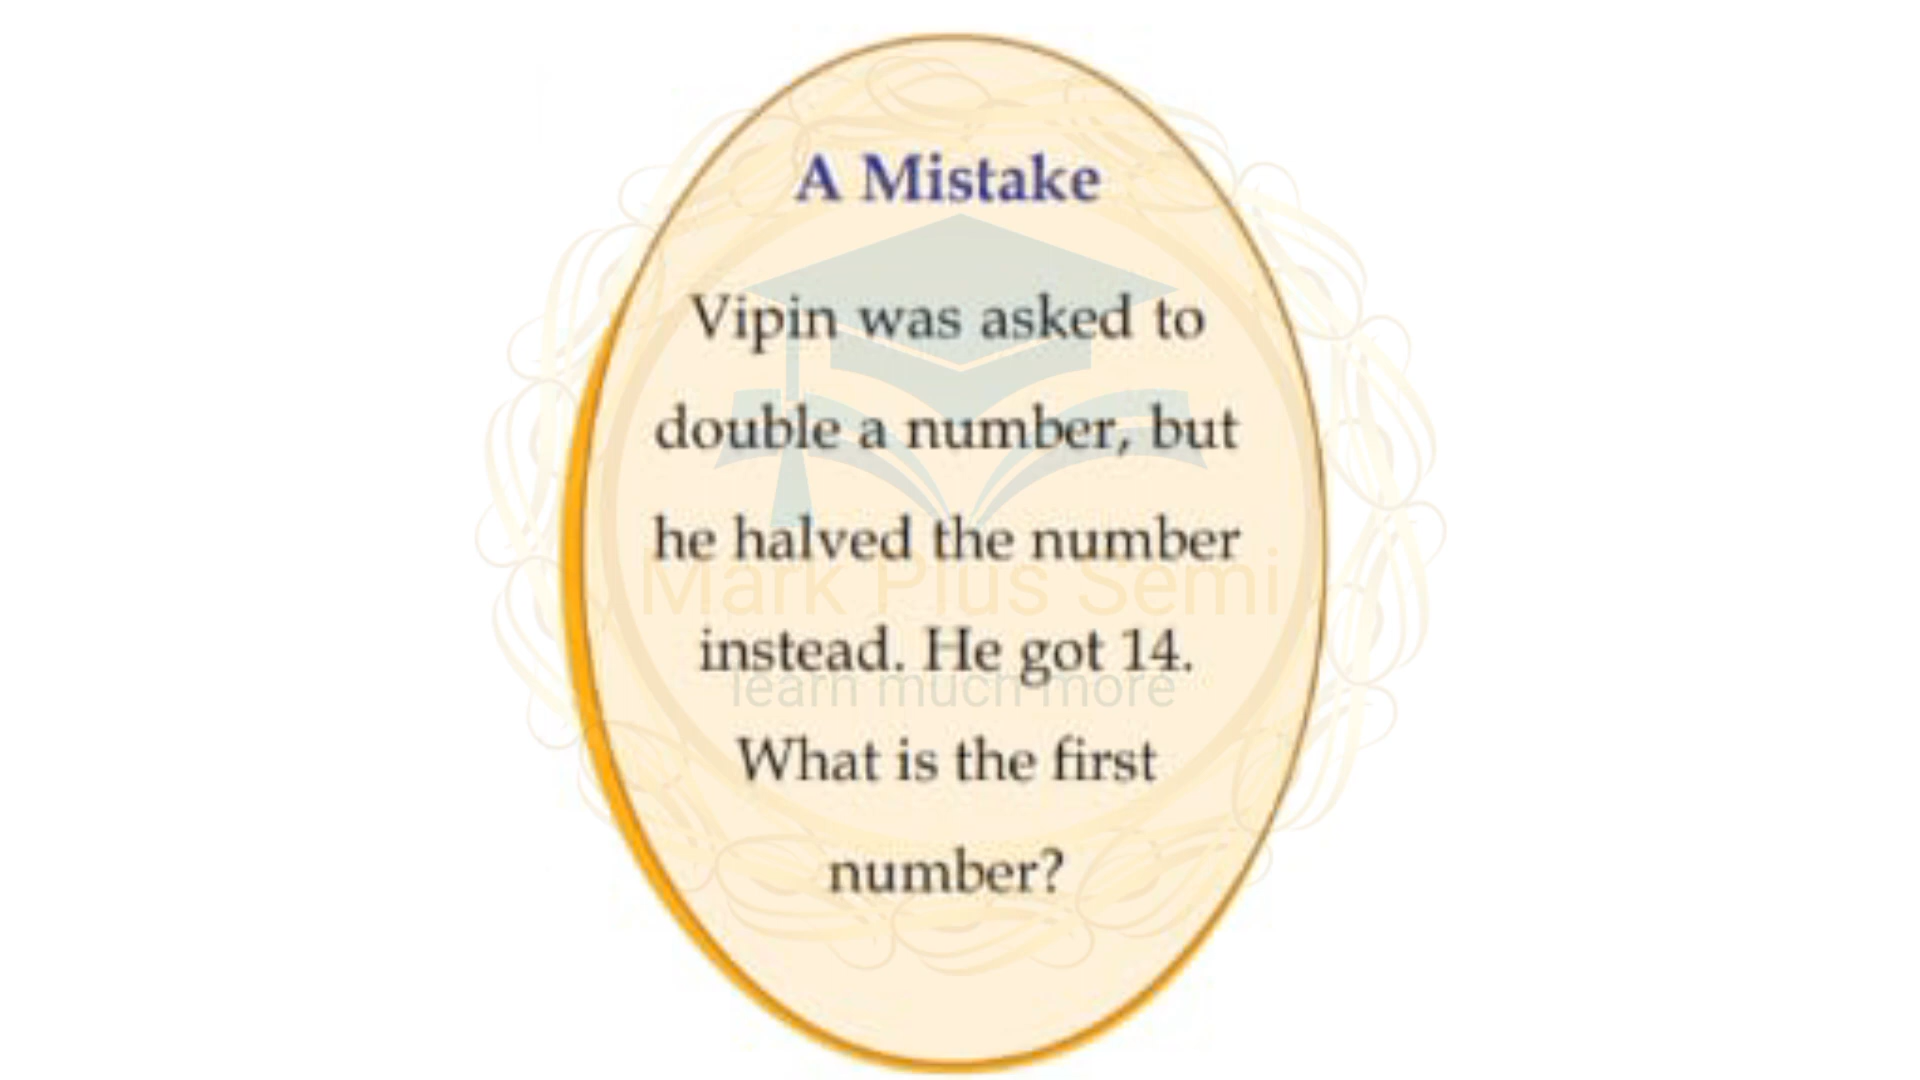 A Mistake
Vipin was asked to
double a number, but
he halved the number
Mark Plus Semi
instead. He got 14.
learn much more
What is the first
number?